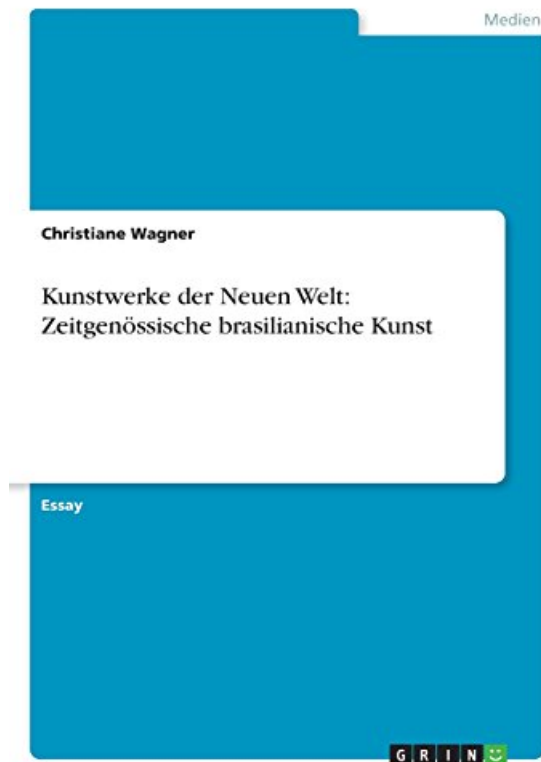 Medien
Christiane Wagner
Kunstwerke der Neuen Welt:
Zeitgenössische brasilianische Kunst
Essay
GRIN